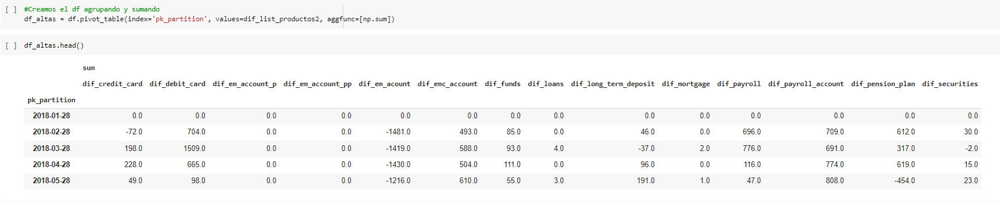 [ ] #Creamos el df agrupando y sumando
df_altas = df.pivot_table(index='pk_partition', values=dif_list_productos2, aggfunc=[np.sum])
[ ] df_altas.head()
sum
dif_credit_card dif_debit_card dif_em_account_p dif_em_account_pp dif_em_acount dif_emc_account dif_funds dif_loans dif_long_term_deposit dif_mortgage dif_payroll dif_payroll_account dif_pension_plan dif_securities
pk_partition
2018-01-28 0.0 0.0 0.0 0.0 0.0 0.0 0.0 0.0 0.0 0.0 0.0 0.0 0.0 0.0
2018-02-28 -72.0 704.0 0.0 0.0 -1481.0 493.0 85.0 0.0 46.0 0.0 696.0 709.0 612.0 30.0
2018-03-28 198.0 1509.0 0.0 0.0 -1419.0 588.0 93.0 4.0 -37.0 2.0 776.0 691.0 317.0 -2.0
2018-04-28 228.0 665.0 0.0 0.0 -1430.0 504.0 111.0 0.0 96.0 0.0 116.0 774.0 619.0 15.0
2018-05-28 49.0 98.0 0.0 0.0 -1216.0 610.0 55.0 3.0 191.0 1.0 47.0 808.0 -454.0 23.0